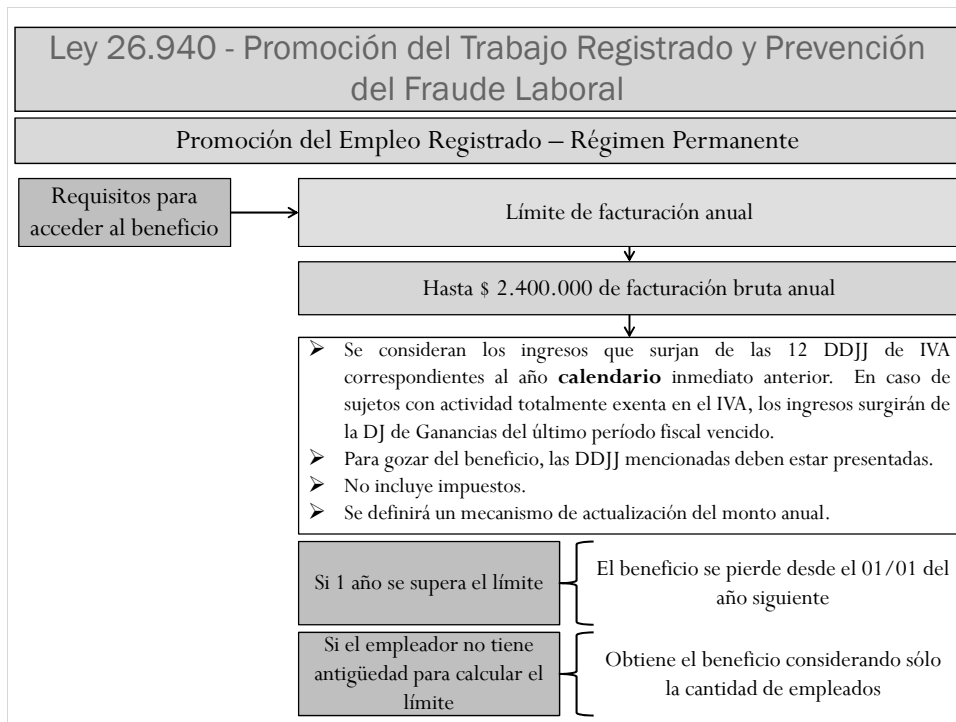 Ley 26.940 - Promoción del Trabajo Registrado y Prevención
del Fraude Laboral
Promoción del Empleo Registrado – Régimen Permanente
Requisitos para
acceder al beneficio
Límite de facturación anual
Hasta $ 2.400.000 de facturación bruta anual
➢ Se consideran los ingresos que surjan de las 12 DDJJ de IVA
correspondientes al año calendario inmediato anterior. En caso de
sujetos con actividad totalmente exenta en el IVA, los ingresos surgirán de
la DJ de Ganancias del último período fiscal vencido.
➢ Para gozar del beneficio, las DDJJ mencionadas deben estar presentadas.
➢ No incluye impuestos.
➢ Se definirá un mecanismo de actualización del monto anual.
Si 1 año se supera el límite
El beneficio se pierde desde el 01/01 del
año siguiente
Si el empleador no tiene
antigüedad para calcular el
límite
Obtiene el beneficio considerando sólo
la cantidad de empleados